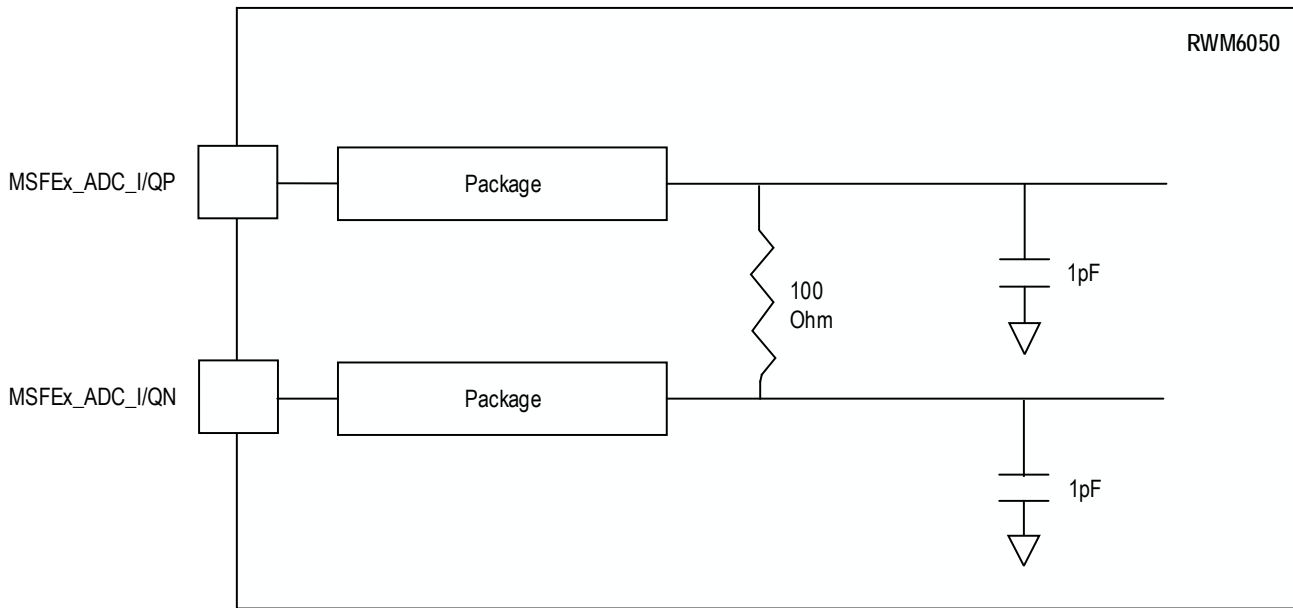 RWM6050
MSFEx_ADC_I/QP
Package
100
Ohm
1pF
MSFEx_ADC_I/QN
Package
1pF